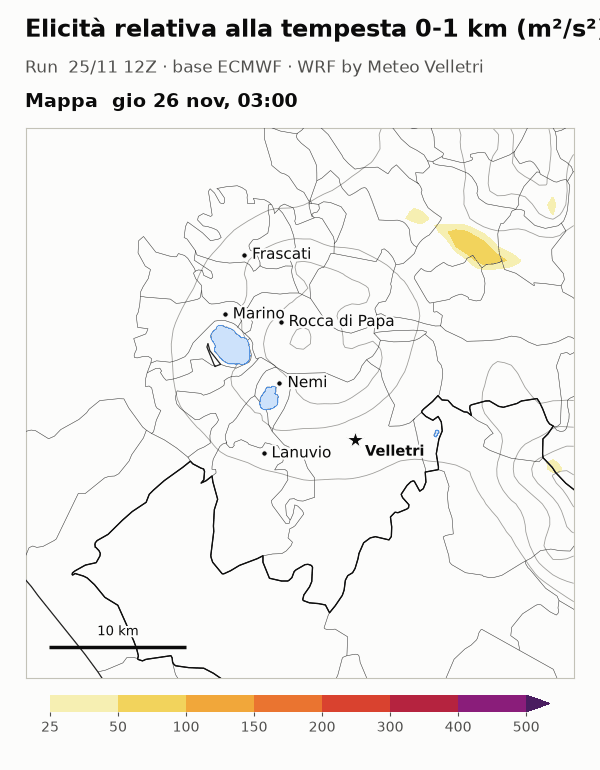 Elicità relativa alla tempesta 0-1 km (m²/s²)
Run  25/11 12Z · base ECMWF · WRF by Meteo Velletri
Mappa  gio 26 nov, 03:00
Frascati
Marino
Rocca di Papa
Nemi
Velletri
Lanuvio
10 km
25 50 100 150 200 300 400 500